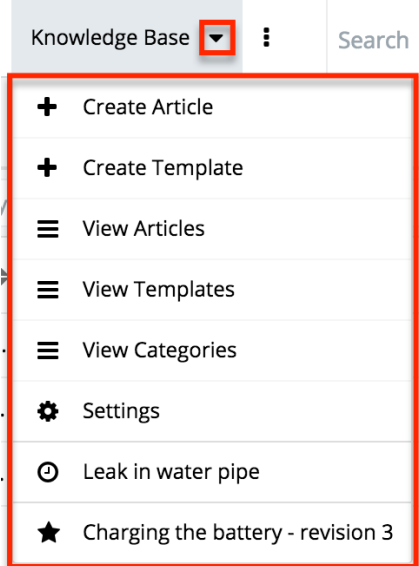 Knowledge Base
Search
Create Article
Create Template
View Articles
View Templates
View Categories
Settings
Leak in water pipe
Charging the battery - revision 3